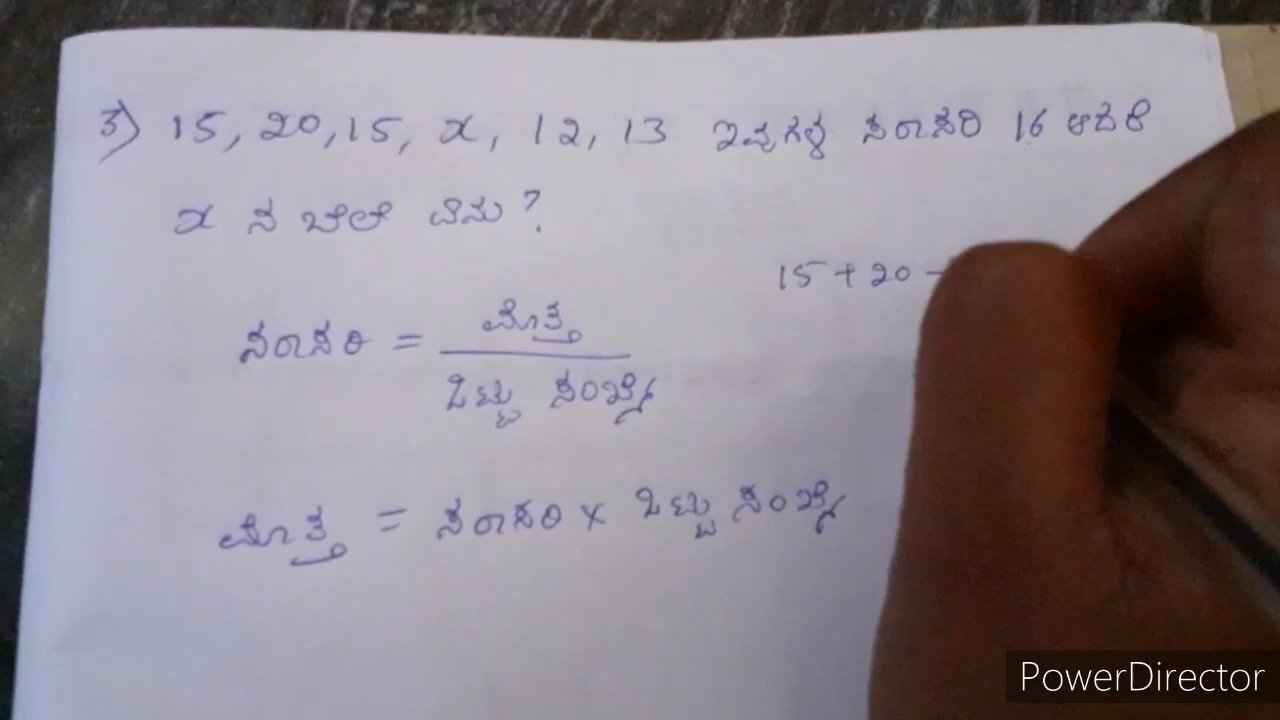 3) 15, 20, 15, x, 12, 13 ಇವುಗಳ ಸರಾಸರಿ 16 ಆದರೆ
x ನ ಬೆಲೆ ಏನು?
15 + 20 -
ಸರಾಸರಿ = ಮೊತ್ತ
ಒಟ್ಟು ಸಂಖ್ಯೆ
ಮೊತ್ತ = ಸರಾಸರಿ x ಒಟ್ಟು ಸಂಖ್ಯೆ
PowerDirector